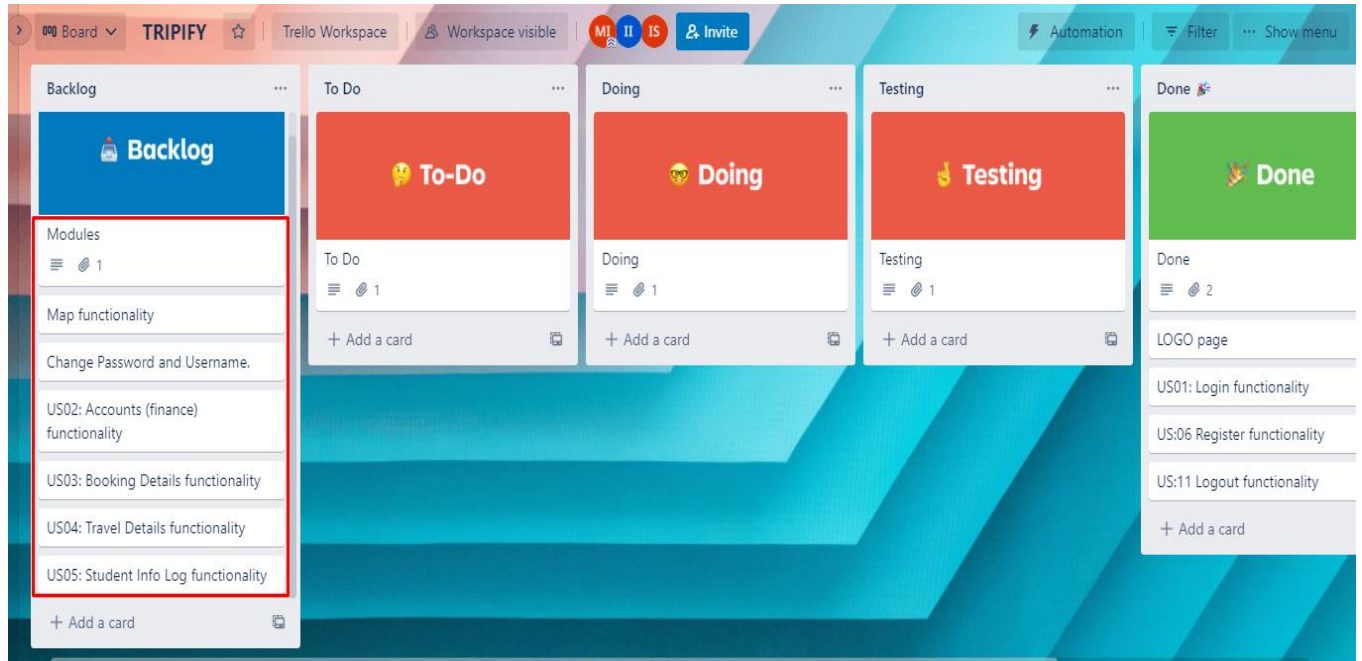 Board
TRIPIFY
Trello Workspace
Workspace visible
MI
II
IS
Invite
Automation
Filter
Show menu
Backlog
Backlog
Modules
1
Map functionality
Change Password and Username.
US02: Accounts (finance)
functionality
US03: Booking Details functionality
US04: Travel Details functionality
US05: Student Info Log functionality
+ Add a card
To Do
To-Do
To Do
1
+ Add a card
Doing
Doing
Doing
1
+ Add a card
Testing
Testing
Testing
1
+ Add a card
Done
Done
Done
2
LOGO page
US01: Login functionality
US:06 Register functionality
US:11 Logout functionality
+ Add a card